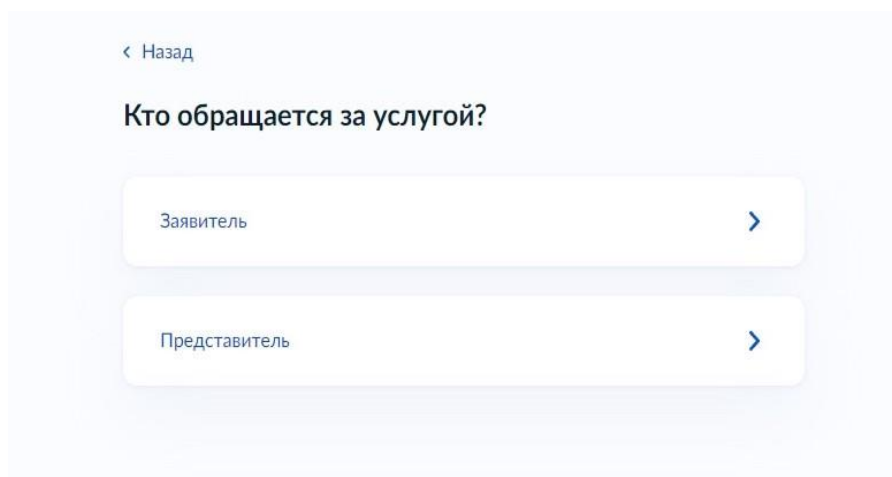 Назад
Кто обращается за услугой?
Заявитель
Представитель